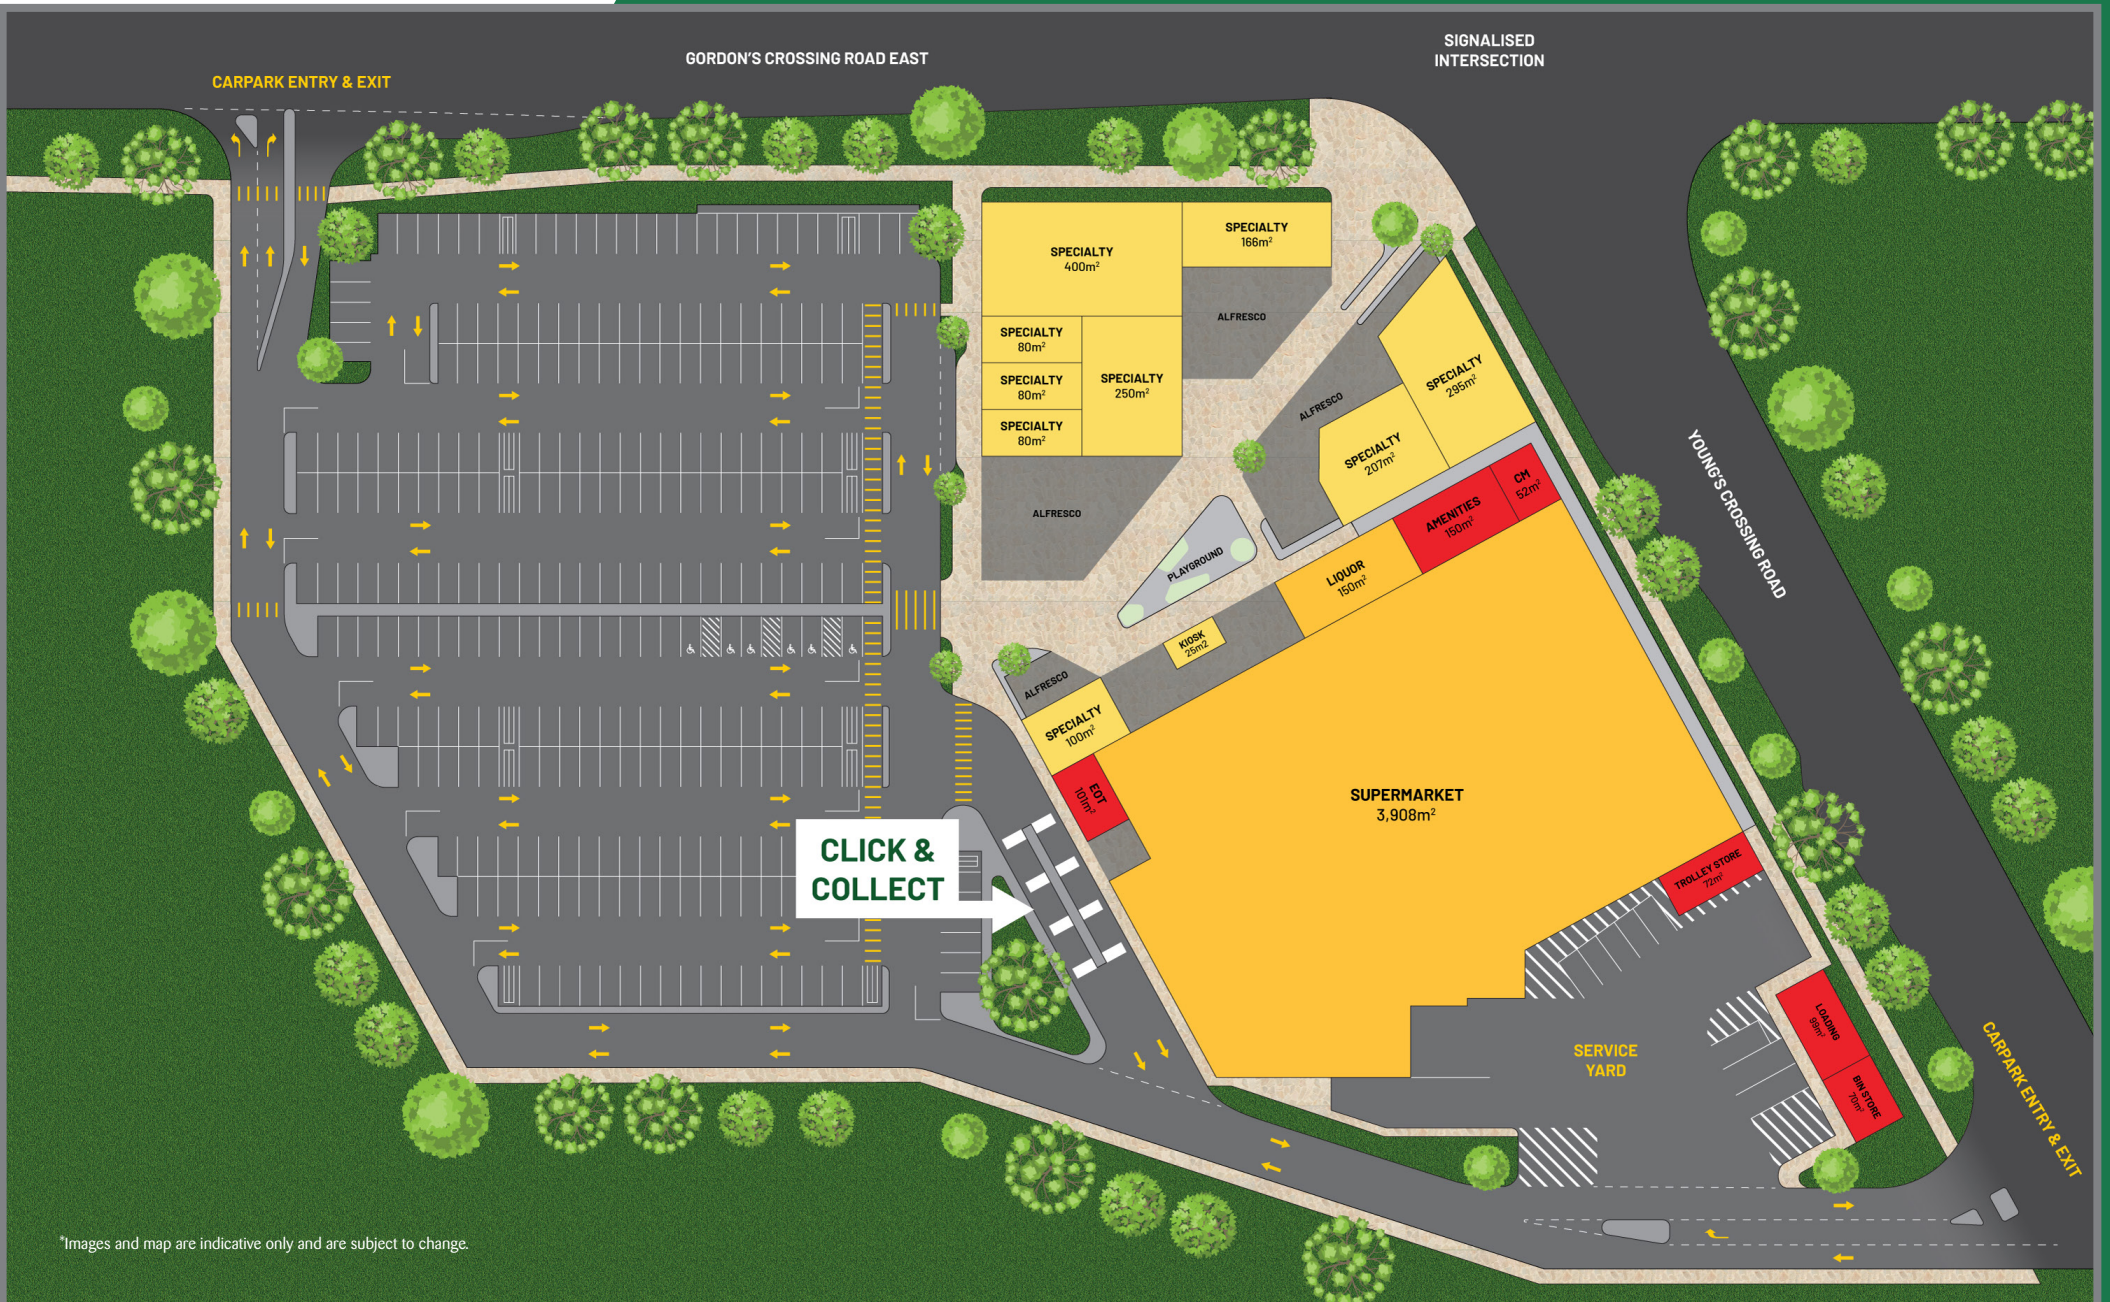 GORDON'S CROSSING ROAD EAST
SIGNALISED
INTERSECTION
CARPARK ENTRY & EXIT
SPECIALTY
400m²
SPECIALTY
166m²
ALFRESCO
SPECIALTY
80m²
SPECIALTY
80m²
SPECIALTY
80m²
SPECIALTY
250m²
ALFRESCO
SPECIALTY
295m²
SPECIALTY
207m²
ALFRESCO
YOUNG'S CROSSING ROAD
CM
52m²
AMENITIES
150m²
LIQUOR
150m²
PLAYGROUND
KIOSK
25m2
ALFRESCO
SPECIALTY
100m²
EOT
101m²
SUPERMARKET
3,908m²
CLICK &
COLLECT
TROLLEY STORE
72m²
LOADING
99m²
BIN STORE
70m²
SERVICE
YARD
CARPARK ENTRY & EXIT
*Images and map are indicative only and are subject to change.